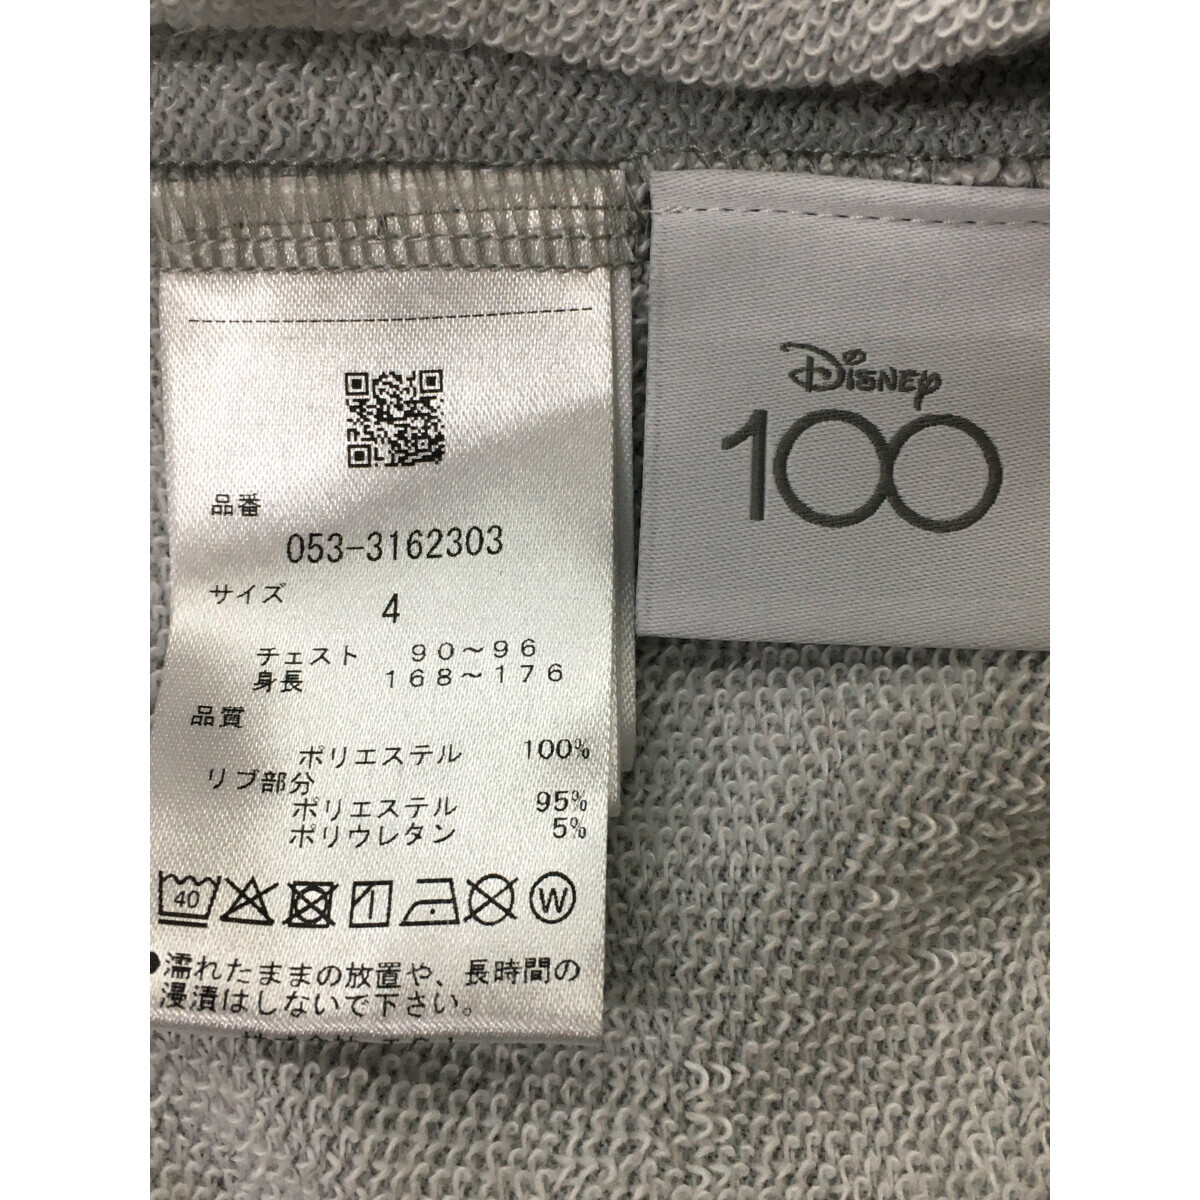 品番
053-3162303
サイズ
4
チェスト 90～96
身長 168～176
品質
ポリエステル 100%
リブ部分
ポリエステル 95%
ポリウレタン 5%
40
W
●濡れたままの放置や、長時間の
浸漬はしないで下さい。
Disney
100